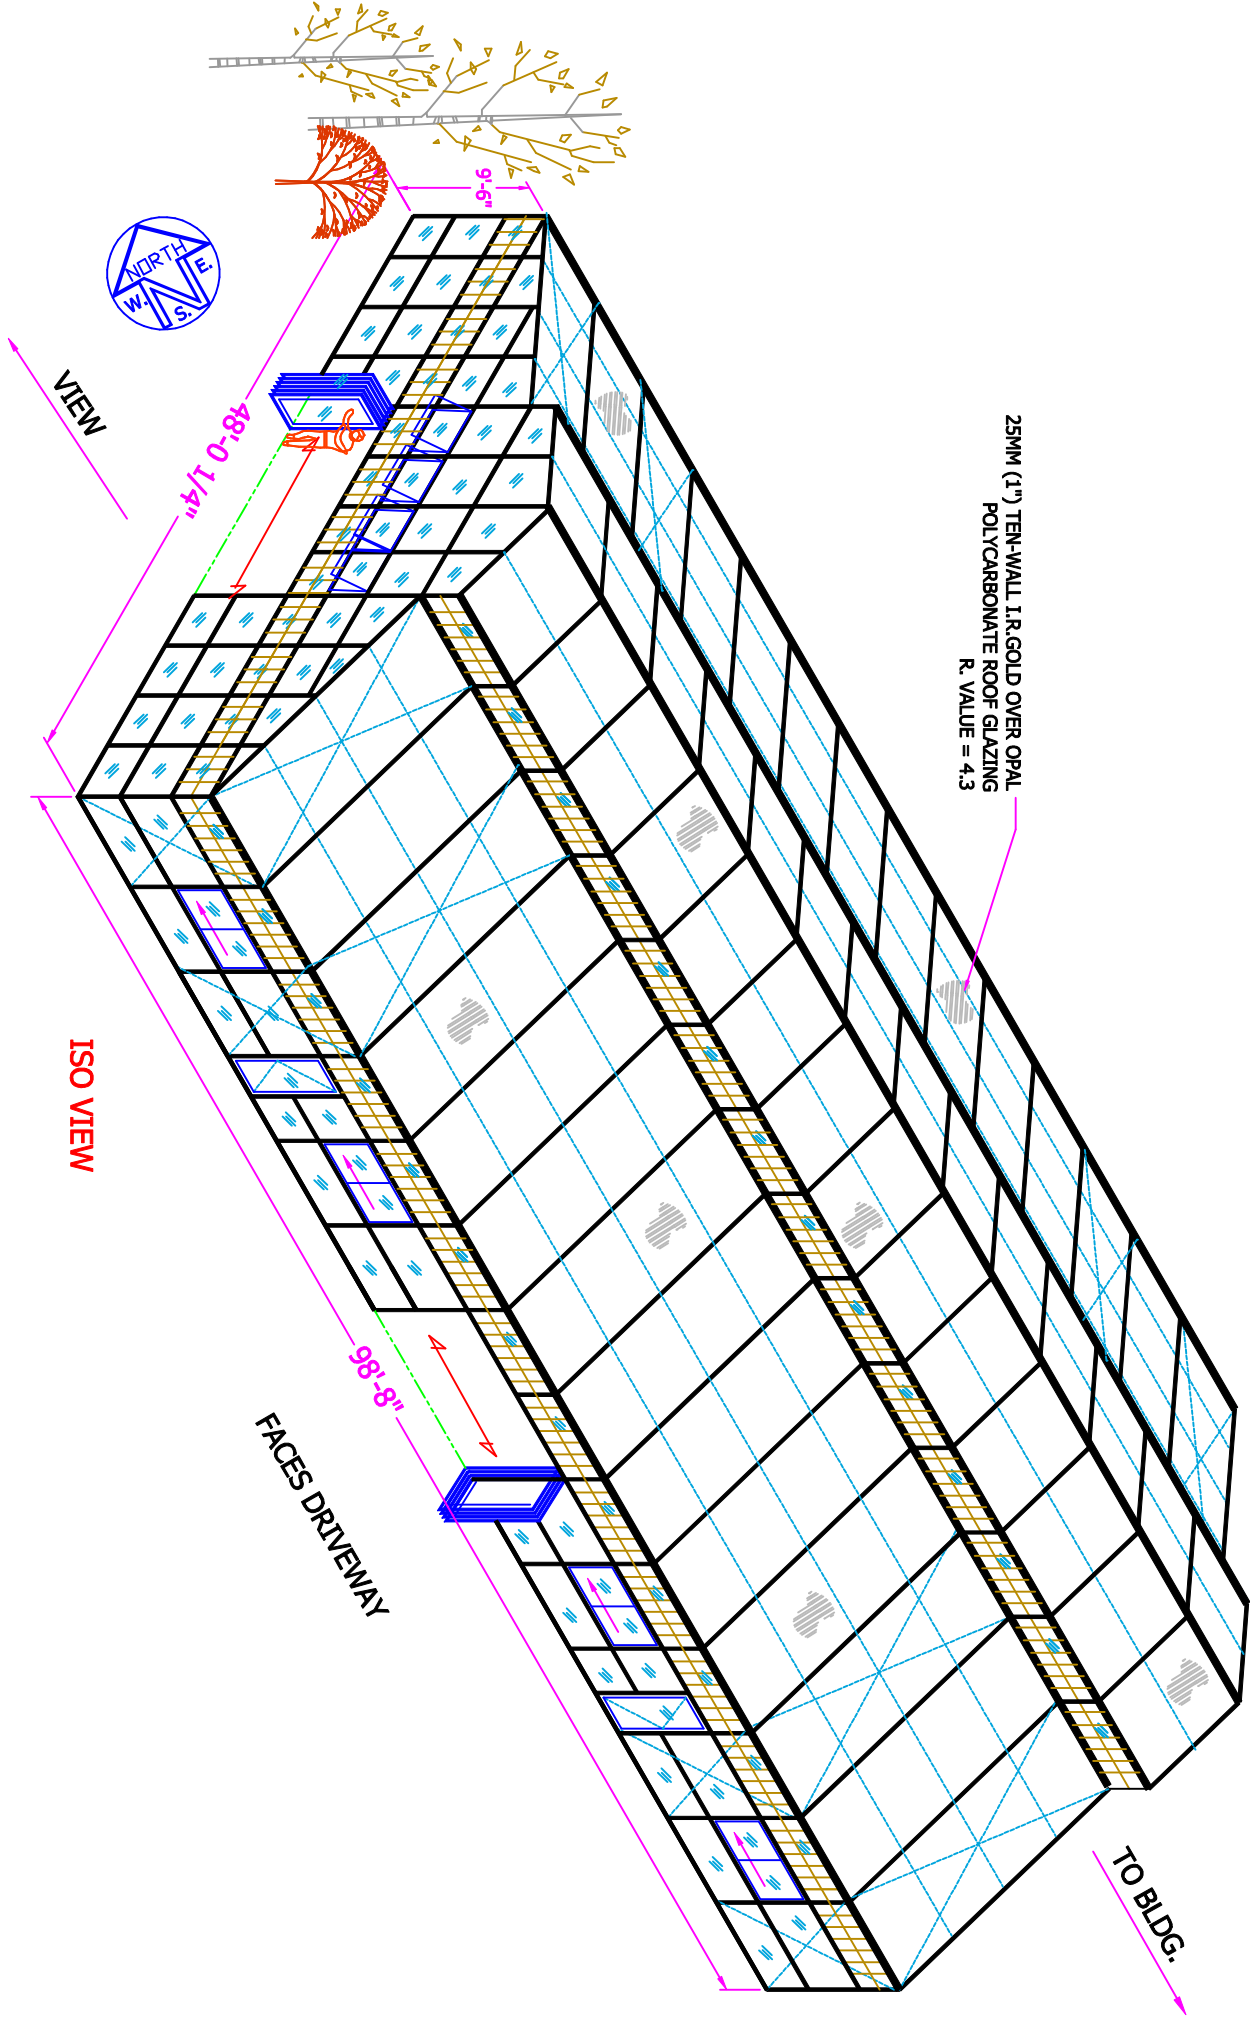 25MM (1") TEN-WALL I.R.GOLD OVER OPAL
POLYCARBONATE ROOF GLAZING
R. VALUE = 4.3
9'-6"
NORTH
E.
W.
S.
VIEW
48'-0 1/4"
ISO VIEW
98'-8"
FACES DRIVEWAY
TO BLDG.